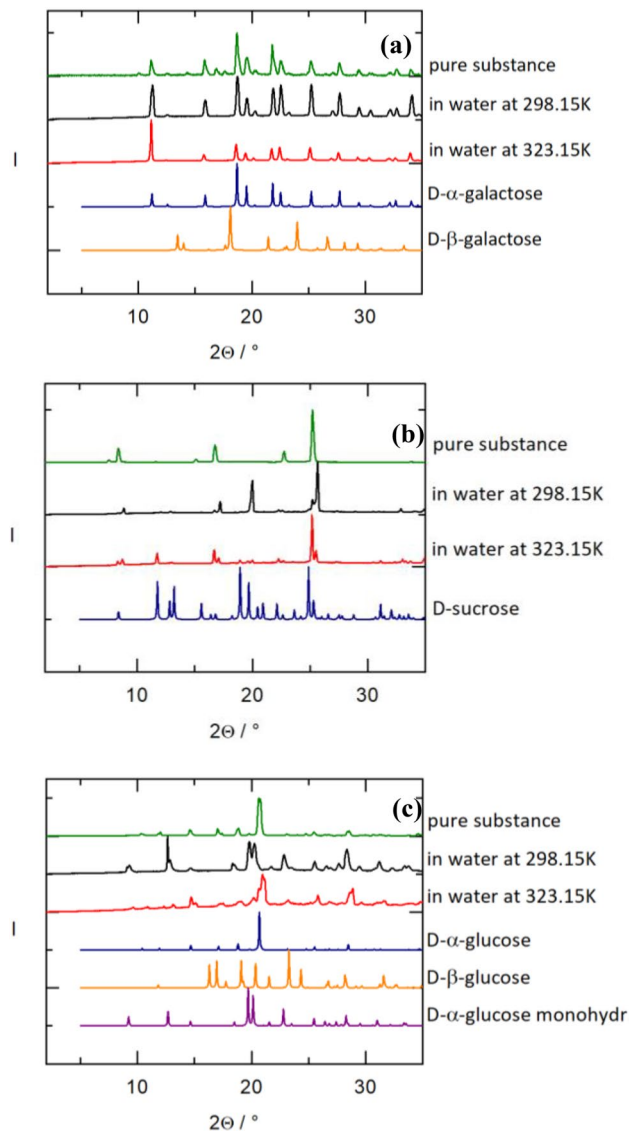 (a)
pure substance
in water at 298.15K
in water at 323.15K
I
D-α-galactose
D-β-galactose
10 20 30
2Θ / °
(b)
pure substance
in water at 298.15K
I
in water at 323.15K
D-sucrose
10 20 30
2Θ / °
(c)
pure substance
in water at 298.15K
in water at 323.15K
I
D-α-glucose
D-β-glucose
D-α-glucose monohydr
10 20 30
2Θ / °